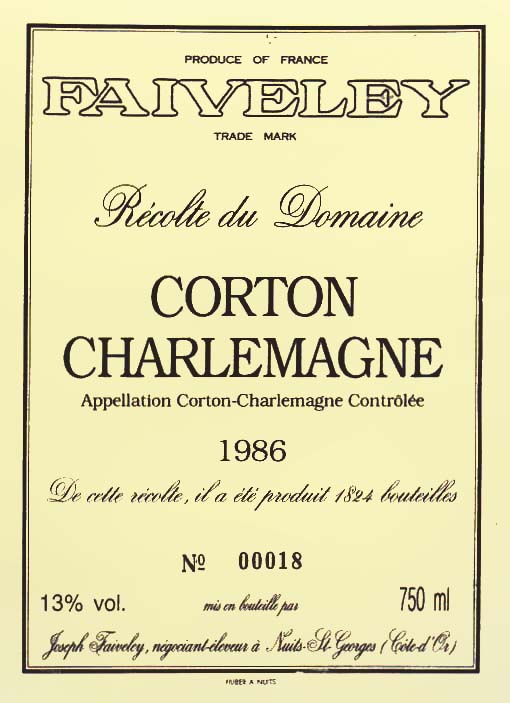 PRODUCE OF FRANCE
FAIVELEY
TRADE MARK
Récolte du Domaine
CORTON
CHARLEMAGNE
Appellation Corton-Charlemagne Contrôlée
1986
De cette récolte, il a été produit 1824 bouteilles
Nº 00018
13% vol. mis en bouteille par 750 ml
Joseph Faiveley, négociant-éleveur à Nuits-St-Georges (Côte-d'Or)
FILIBER A NUITS